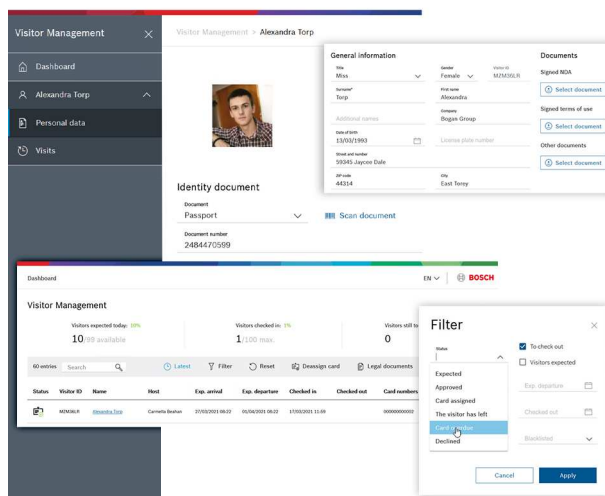 Visitor Management
Dashboard
Alexandra Torp
Personal data
Visits
Visitor Management > Alexandra Torp
Identity document
Document
Passport
Scan document
Document number
2484470599
General information
Title
Miss
Gender
Female
Visitor ID
MZM36LR
Surname*
Torp
First name
Alexandra
Additional names
Company
Bogan Group
Date of birth
13/03/1993
License plate number
Street and number
59345 Jaycee Dale
ZIP code
44314
City
East Torey
Documents
Signed NDA
Select document
Signed terms of use
Select document
Other documents
Select document
Dashboard
EN
BOSCH
Visitor Management
Visitors expected today: 10%
10/99 available
Visitors checked in: 1%
1/100 max.
Visitors still to
0
60 entries
Search
Latest
Filter
Reset
Deassign card
Legal documents
Status Visitor ID Name Host Exp. arrival Exp. departure Checked in Checked out Card numbers
MZM36LR Alexandra Torp Carmella Beahan 27/03/2021 08:22 01/04/2021 08:22 17/03/2021 11:59
Filter
Status
To check out
Visitors expected
Expected
Approved
Card assigned
The visitor has left
Card overdue
Declined
Exp. departure
Checked out
Blacklisted
Cancel
Apply